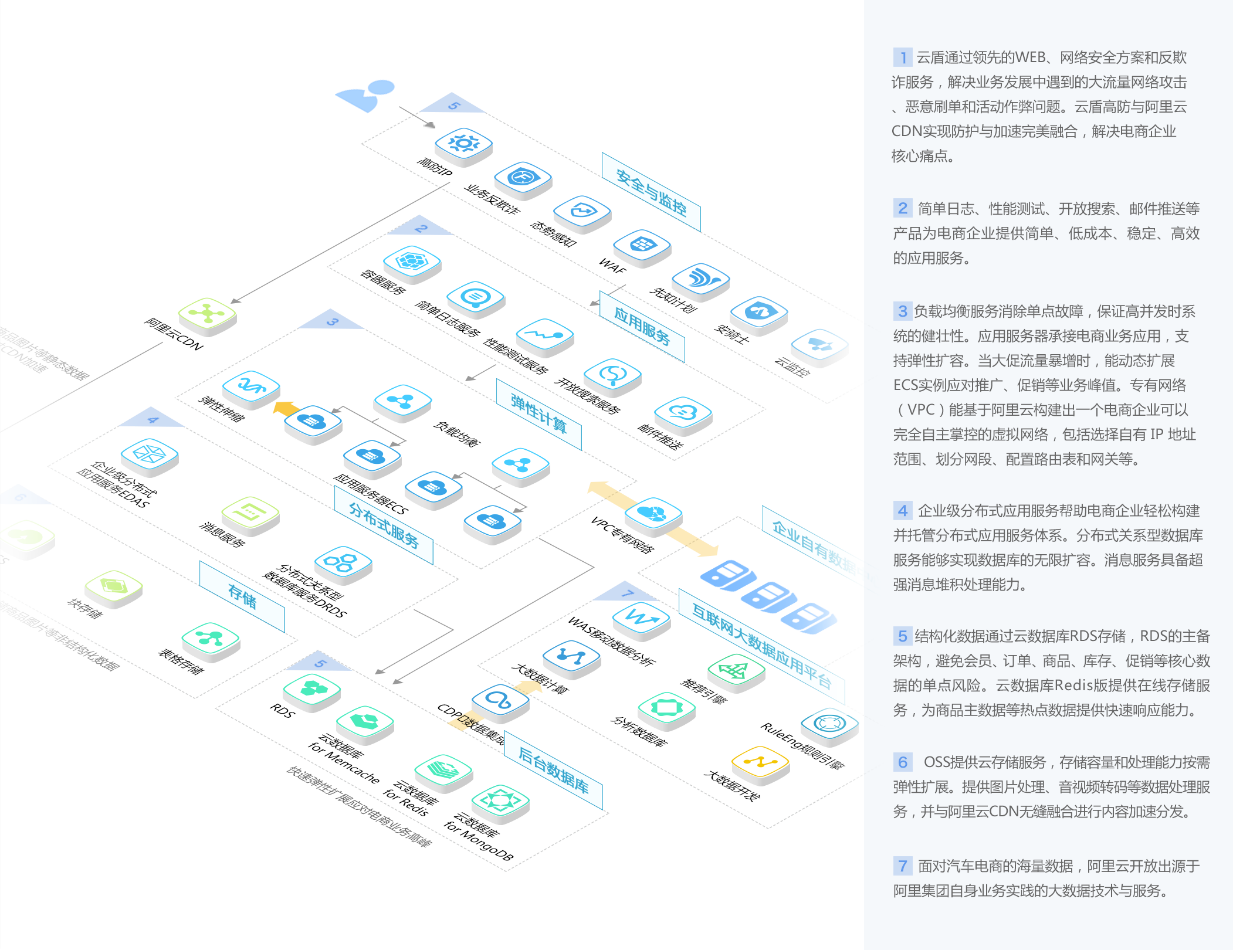 5
高防IP
业务反欺诈
态势感知
WAF
先知计划
安骑士
云监控
安全与监控
2
容器服务
简单日志服务
性能测试服务
开放搜索服务
邮件推送
应用服务
阿里云CDN
3
弹性伸缩
负载均衡
应用服务器ECS
弹性计算
VPC专有网络
4
企业级分布式
应用服务EDAS
消息服务
分布式关系型
数据库服务DRDS
分布式服务
6
块存储
表格存储
存储
5
RDS
云数据库
for Memcache
云数据库
for Redis
云数据库
for MongoDB
快速弹性扩展应对电商业务巅峰
后台数据库
企业自有数据
7
WAS移动数据分析
大数据计算
CDP口数据集成
推荐引擎
分析数据库
RuleEng规则引擎
大数据开发
互联网大数据应用平台
1 云盾通过领先的WEB、网络安全方案和反欺
诈服务，解决业务发展中遇到的大流量网络攻击
、恶意刷单和活动作弊问题。云盾高防与阿里云
CDN实现防护与加速完美融合，解决电商企业
核心痛点。
2 简单日志、性能测试、开放搜索、邮件推送等
产品为电商企业提供简单、低成本、稳定、高效
的应用服务。
3 负载均衡服务消除单点故障，保证高并发时系
统的健壮性。应用服务器承接电商业务应用，支
持弹性扩容。当大促流量暴增时，能动态扩展
ECS实例应对推广、促销等业务峰值。专有网络
（VPC）能基于阿里云构建出一个电商企业可以
完全自主掌控的虚拟网络，包括选择自有 IP 地址
范围、划分网段、配置路由表和网关等。
4 企业级分布式应用服务帮助电商企业轻松构建
并托管分布式应用服务体系。分布式关系型数据库
服务能够实现数据库的无限扩容。消息服务具备超
强消息堆积处理能力。
5 结构化数据通过云数据库RDS存储，RDS的主备
架构，避免会员、订单、商品、库存、促销等核心数
据的单点风险。云数据库Redis版提供在线存储服
务，为商品主数据等热点数据提供快速响应能力。
6 OSS提供云存储服务，存储容量和处理能力按需
弹性扩展。提供图片处理、音视频转码等数据处理服
务，并与阿里云CDN无缝融合进行内容加速分发。
7 面对汽车电商的海量数据，阿里云开放出源于
阿里集团自身业务实践的大数据技术与服务。